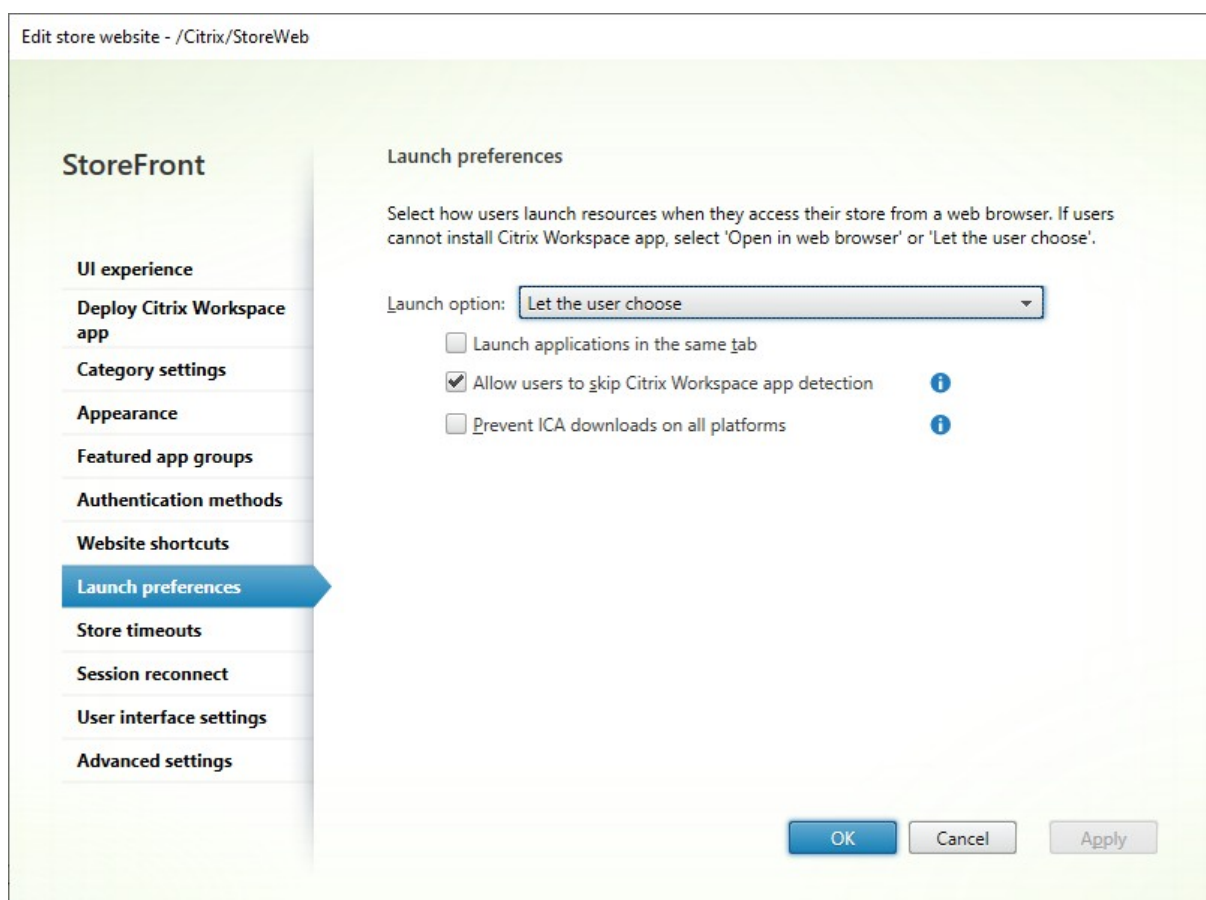 Edit store website - /Citrix/StoreWeb
StoreFront
UI experience
Deploy Citrix Workspace
app
Category settings
Appearance
Featured app groups
Authentication methods
Website shortcuts
Launch preferences
Store timeouts
Session reconnect
User interface settings
Advanced settings
Launch preferences
Select how users launch resources when they access their store from a web browser. If users
cannot install Citrix Workspace app, select 'Open in web browser' or 'Let the user choose'.
Launch option: Let the user choose
Launch applications in the same tab
Allow users to skip Citrix Workspace app detection
Prevent ICA downloads on all platforms
OK Cancel Apply